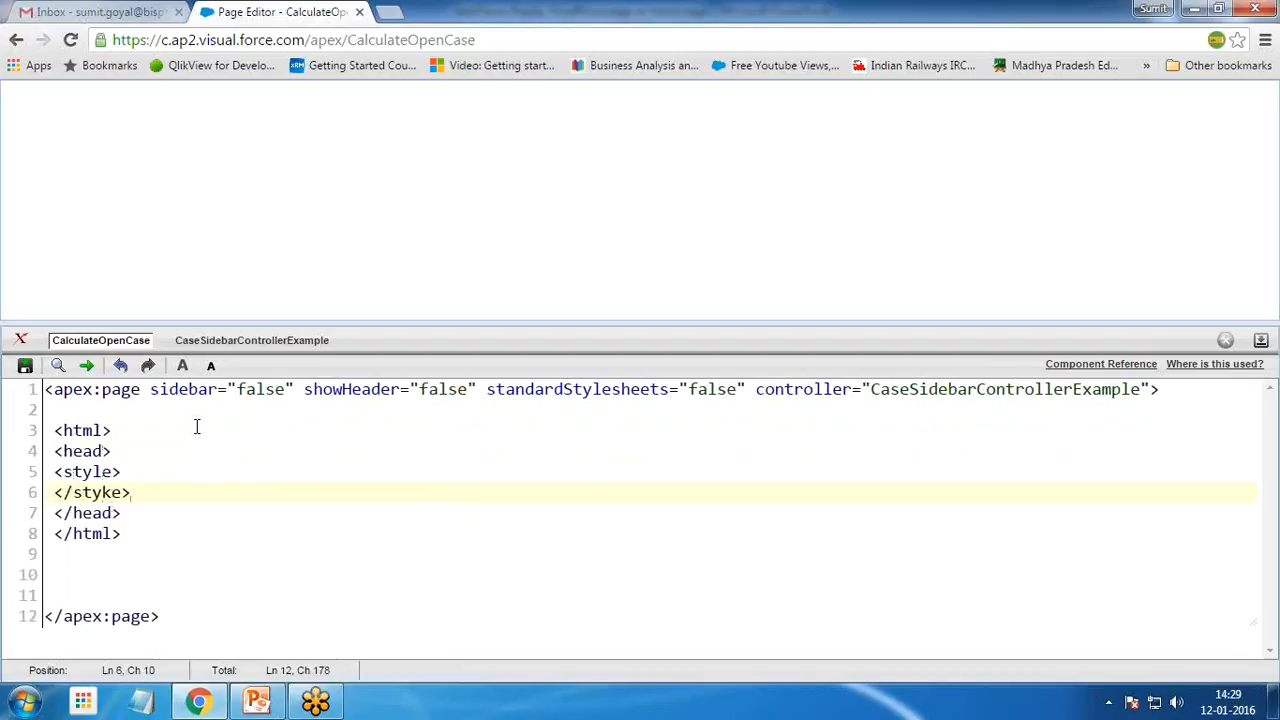 Inbox - sumit.goyal@bisp
Page Editor - CalculateOpenC
Sumit
https://c.ap2.visual.force.com/apex/CalculateOpenCase
Apps
Bookmarks
QlikView for Develo...
Getting Started Cou...
Video: Getting start...
Business Analysis an...
Free Youtube Views,...
Indian Railways IRC...
Madhya Pradesh Ed...
»
Other bookmarks
CalculateOpenCase
CaseSidebarControllerExample
A
A
Component Reference
Where is this used?
1 <apex:page sidebar="false" showHeader="false" standardStylesheets="false" controller="CaseSidebarControllerExample">
2
3 <html>
4 <head>
5 <style>
6 </styke>
7 </head>
8 </html>
9
10
11
12 </apex:page>
Position: Ln 6, Ch 10 Total: Ln 12, Ch 178
14:29
12-01-2016